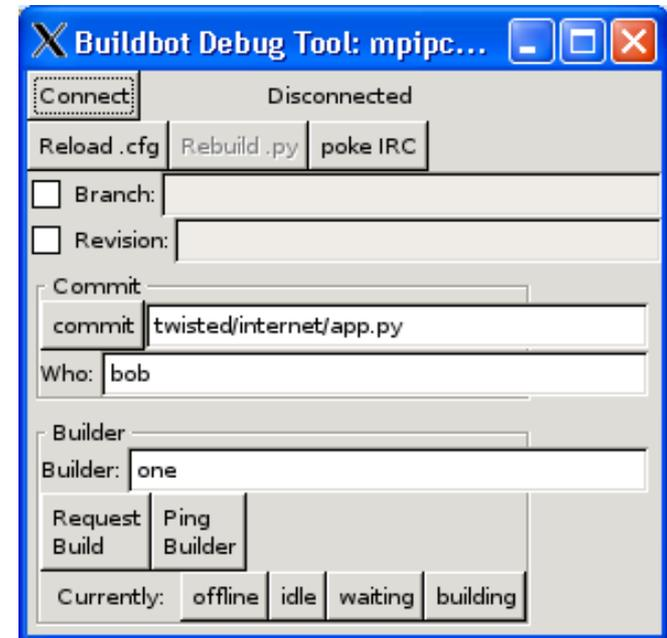 Buildbot Debug Tool: mpipc...
Connect Disconnected
Reload .cfg Rebuild .py poke IRC
Branch:
Revision:
Commit
commit twisted/internet/app.py
Who: bob
Builder
Builder: one
Request Ping
Build Builder
Currently: offline idle waiting building